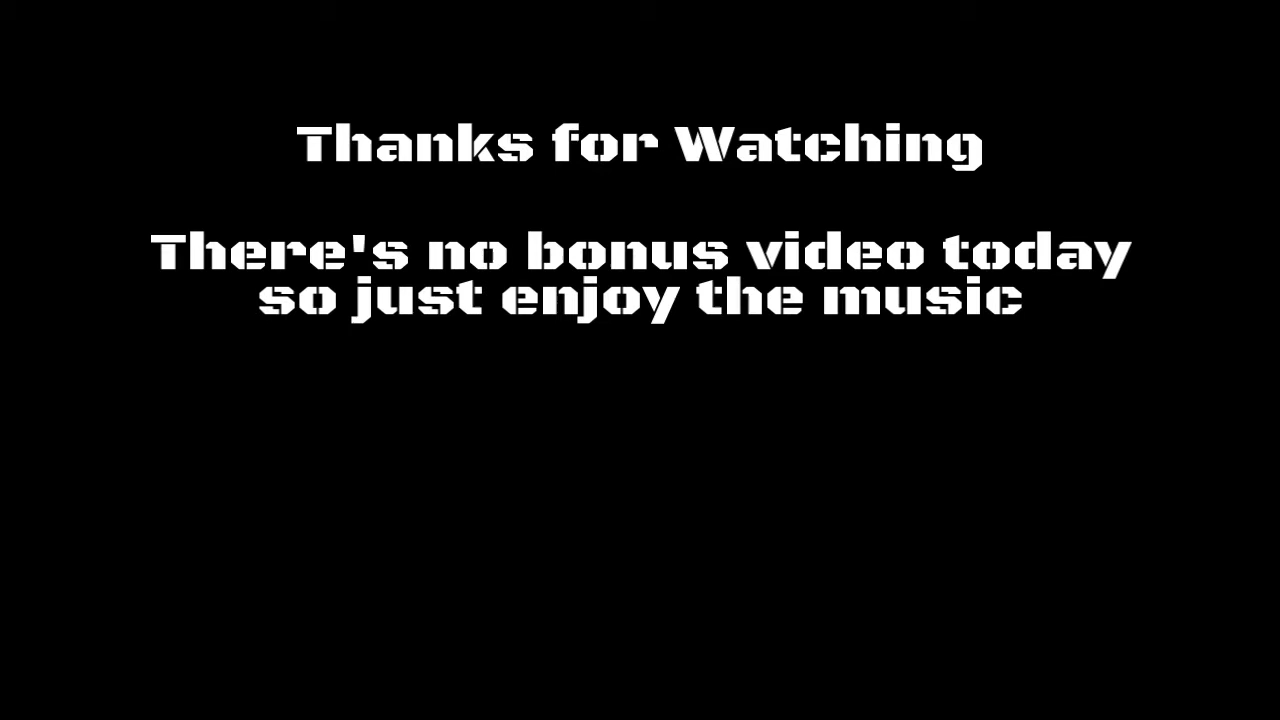 Thanks for Watching
There's no bonus video today
so just enjoy the music